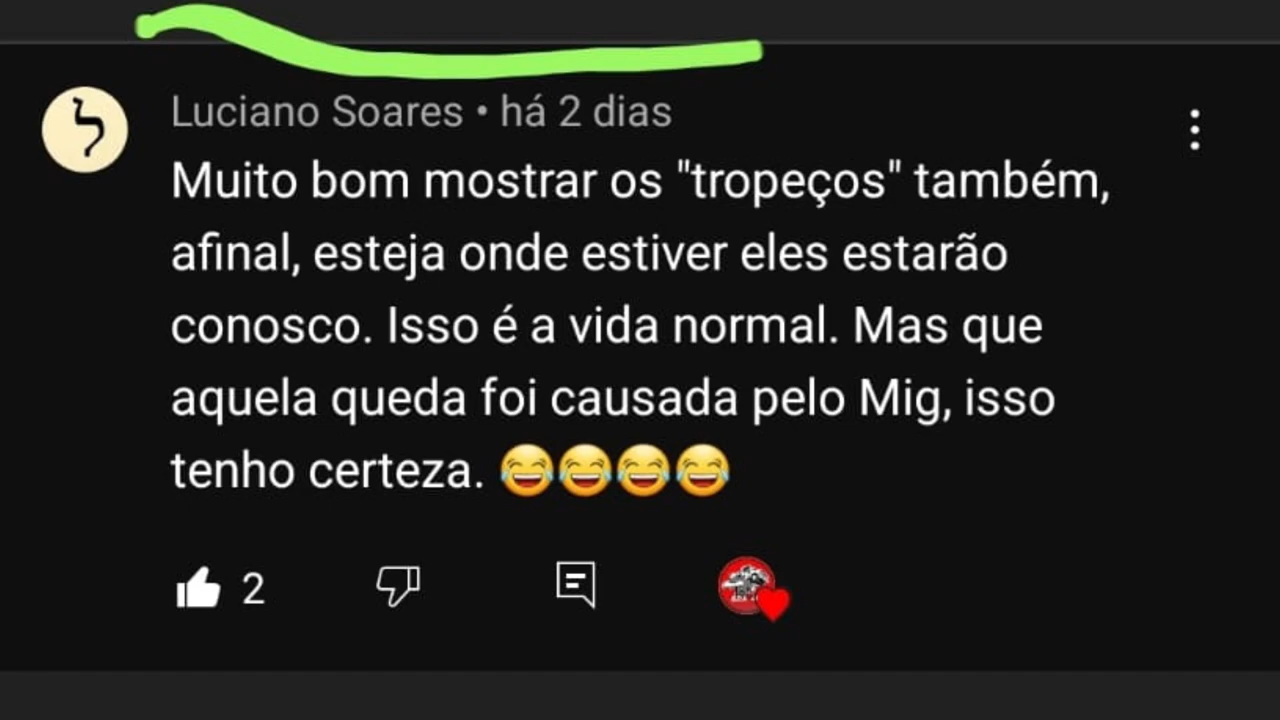 Luciano Soares • há 2 dias
Muito bom mostrar os "tropeços" também,
afinal, esteja onde estiver eles estarão
conosco. Isso é a vida normal. Mas que
aquela queda foi causada pelo Mig, isso
tenho certeza. 😂😂😂😂
2